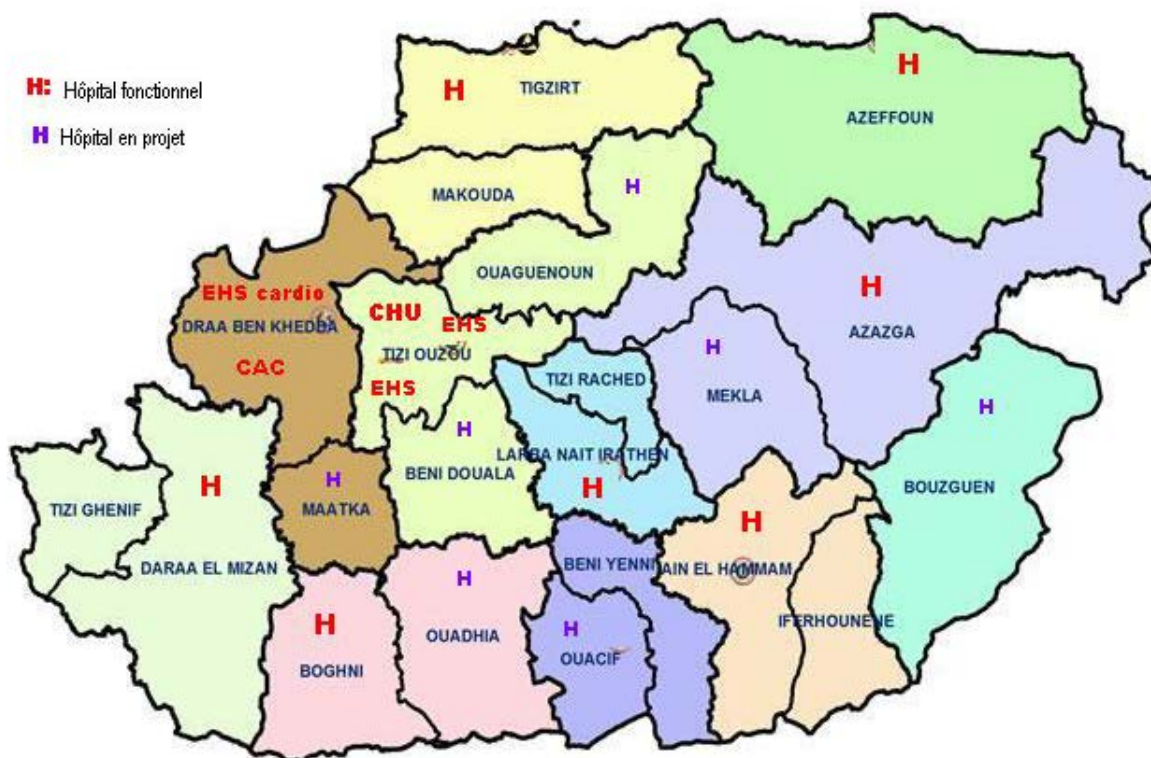 H: Hôpital fonctionnel
H Hôpital en projet
H
TIGZIRT
H
AZEFFOUN
MAKOUDA
H
OUAGUENOUN
EHS cardio
DRAA BEN KHEDDA
CAC
CHU
EHS
TIZI OUZOU
EHS
H
AZAZGA
H
MEKLA
TIZI RACHED
LARBA NAIT IRATHEN
H
H
BENI DOUALA
H
BOUZGUEN
H
MAATKA
TIZI GHENIF
H
DARAA EL MIZAN
H
AIN EL HAMMAM
IFERHOUNENE
BENI YENNI
H
OUACIF
H
OUADHIA
H
BOGHNI